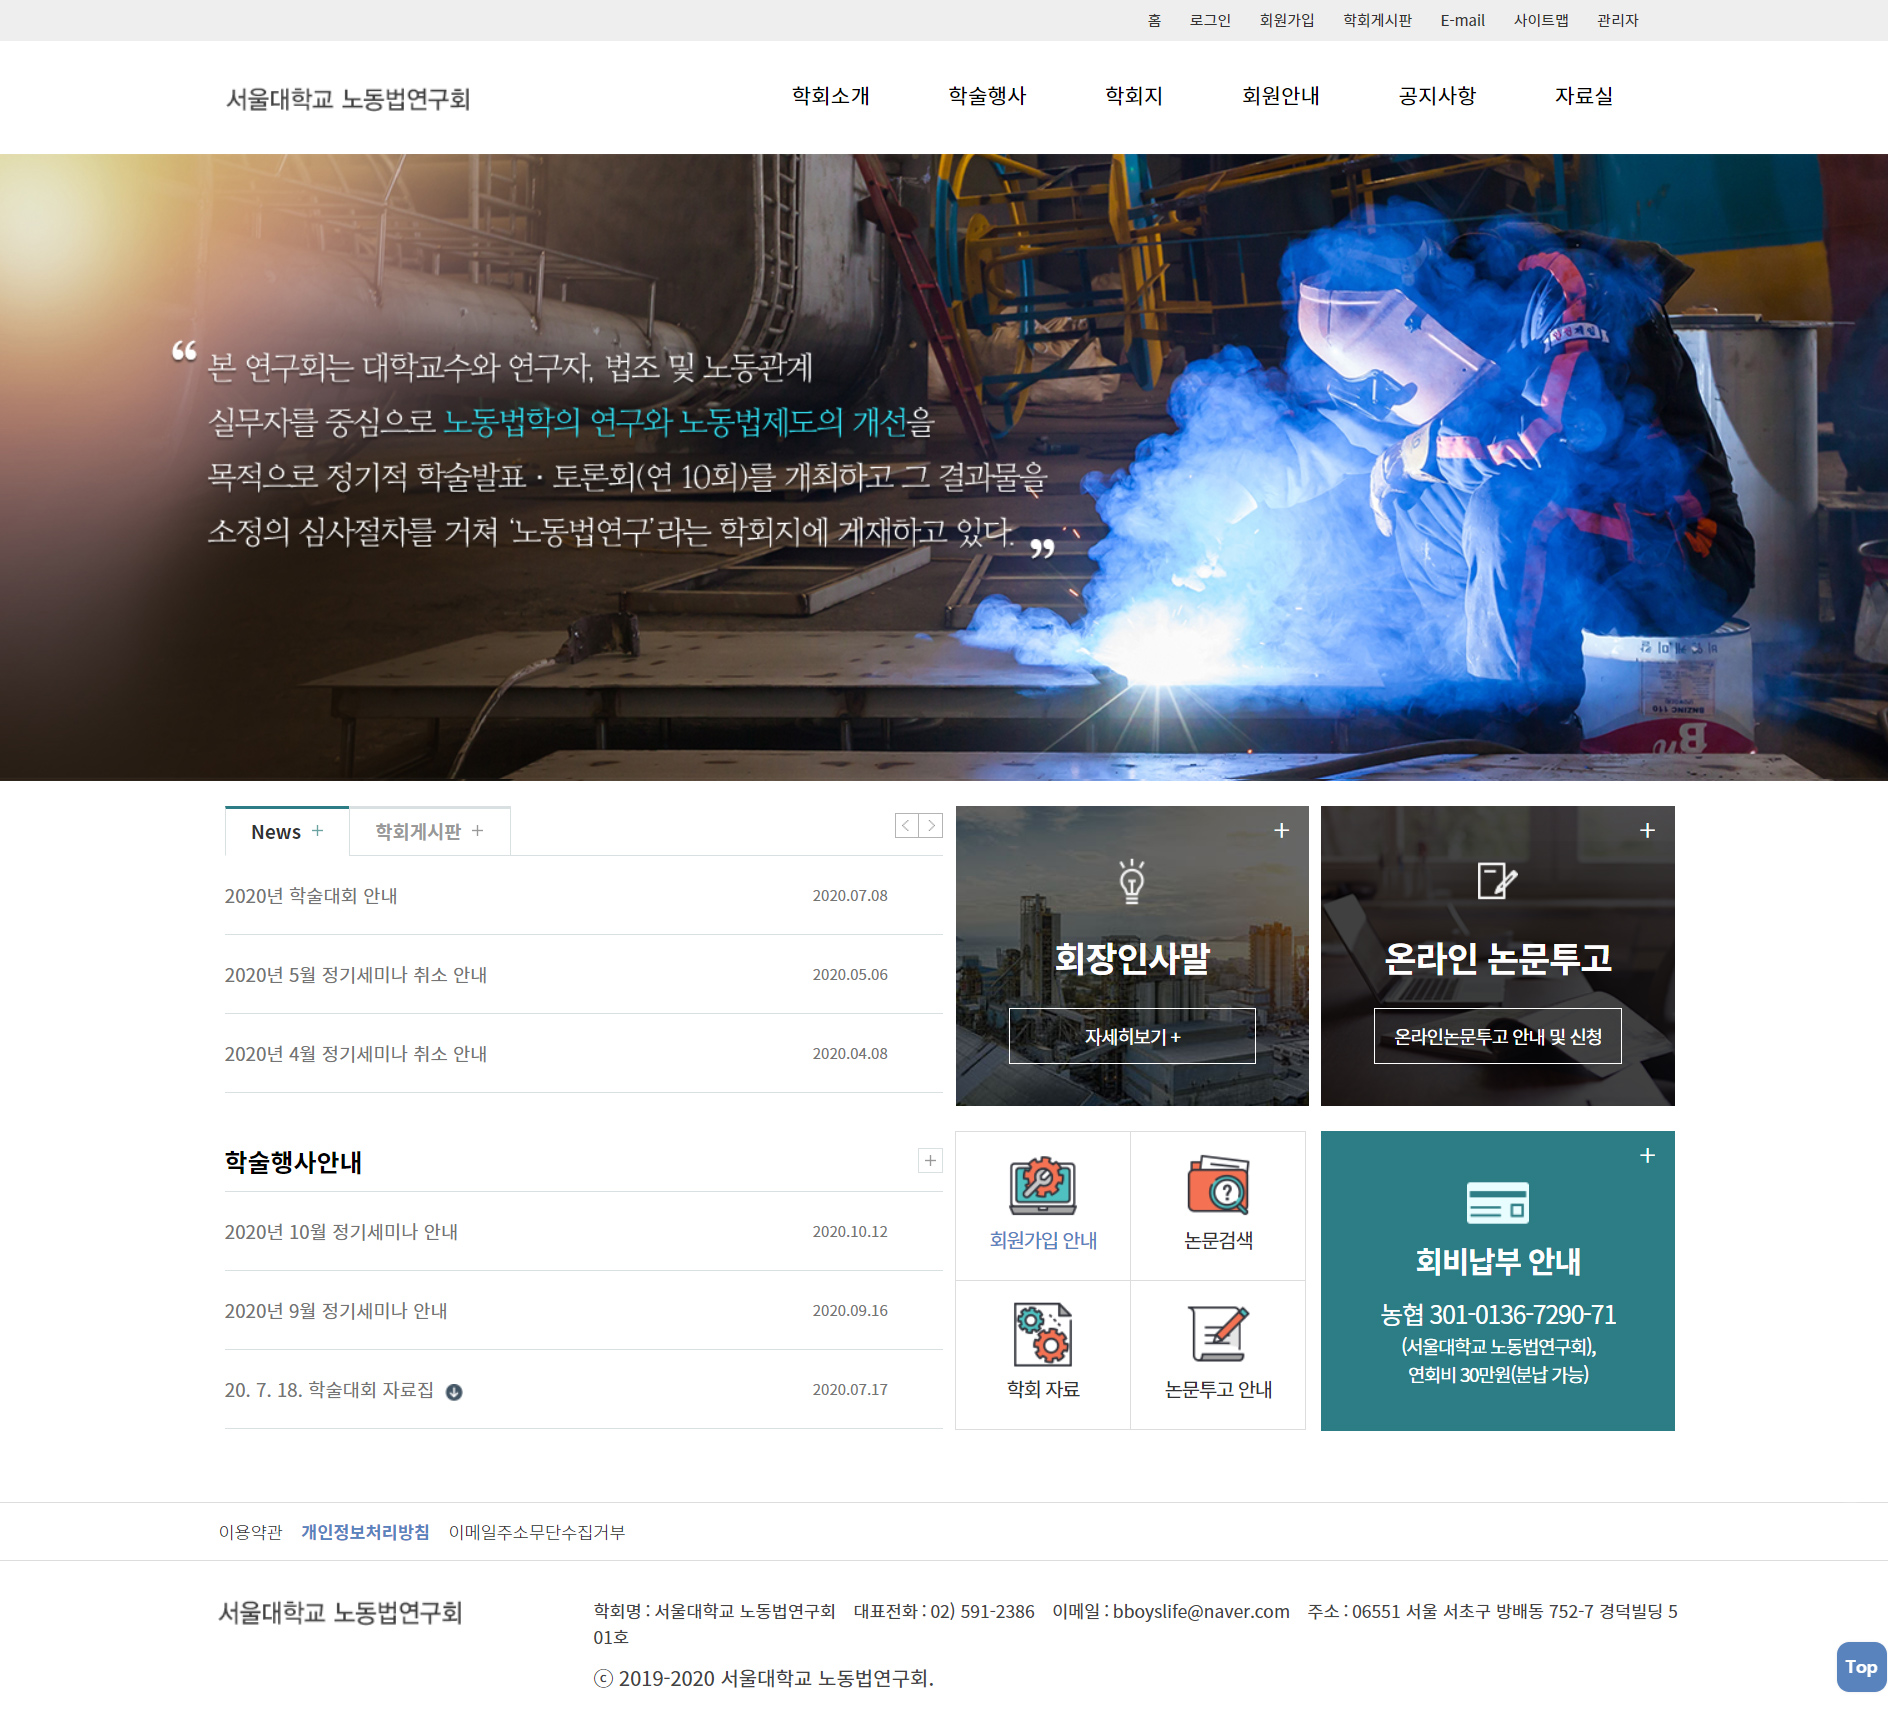 홈 로그인 회원가입 학회게시판 E-mail 사이트맵 관리자
서울대학교 노동법연구회
학회소개 학술행사 학회지 회원안내 공지사항 자료실
“ 본 연구회는 대학교수와 연구자, 법조 및 노동관계
실무자를 중심으로 노동법학의 연구와 노동법제도의 개선을
목적으로 정기적 학술발표 · 토론회(연 10회)를 개최하고 그 결과물을
소정의 심사절차를 거쳐 ‘노동법연구’라는 학회지에 게재하고 있다. ”
BANZINC 110
Bn
News + 학회게시판 +
2020년 학술대회 안내 2020.07.08
2020년 5월 정기세미나 취소 안내 2020.05.06
2020년 4월 정기세미나 취소 안내 2020.04.08
+
회장인사말
자세히보기 +
+
온라인 논문투고
온라인논문투고 안내 및 신청
학술행사안내 +
2020년 10월 정기세미나 안내 2020.10.12
2020년 9월 정기세미나 안내 2020.09.16
20. 7. 18. 학술대회 자료집 2020.07.17
회원가입 안내 논문검색
학회 자료 논문투고 안내
+
회비납부 안내
농협 301-0136-7290-71
(서울대학교 노동법연구회),
연회비 30만원(분납 가능)
이용약관 개인정보처리방침 이메일주소무단수집거부
서울대학교 노동법연구회
학회명 : 서울대학교 노동법연구회 대표전화 : 02) 591-2386 이메일 : bboyslife@naver.com 주소 : 06551 서울 서초구 방배동 752-7 경덕빌딩 5
01호
ⓒ 2019-2020 서울대학교 노동법연구회.
Top